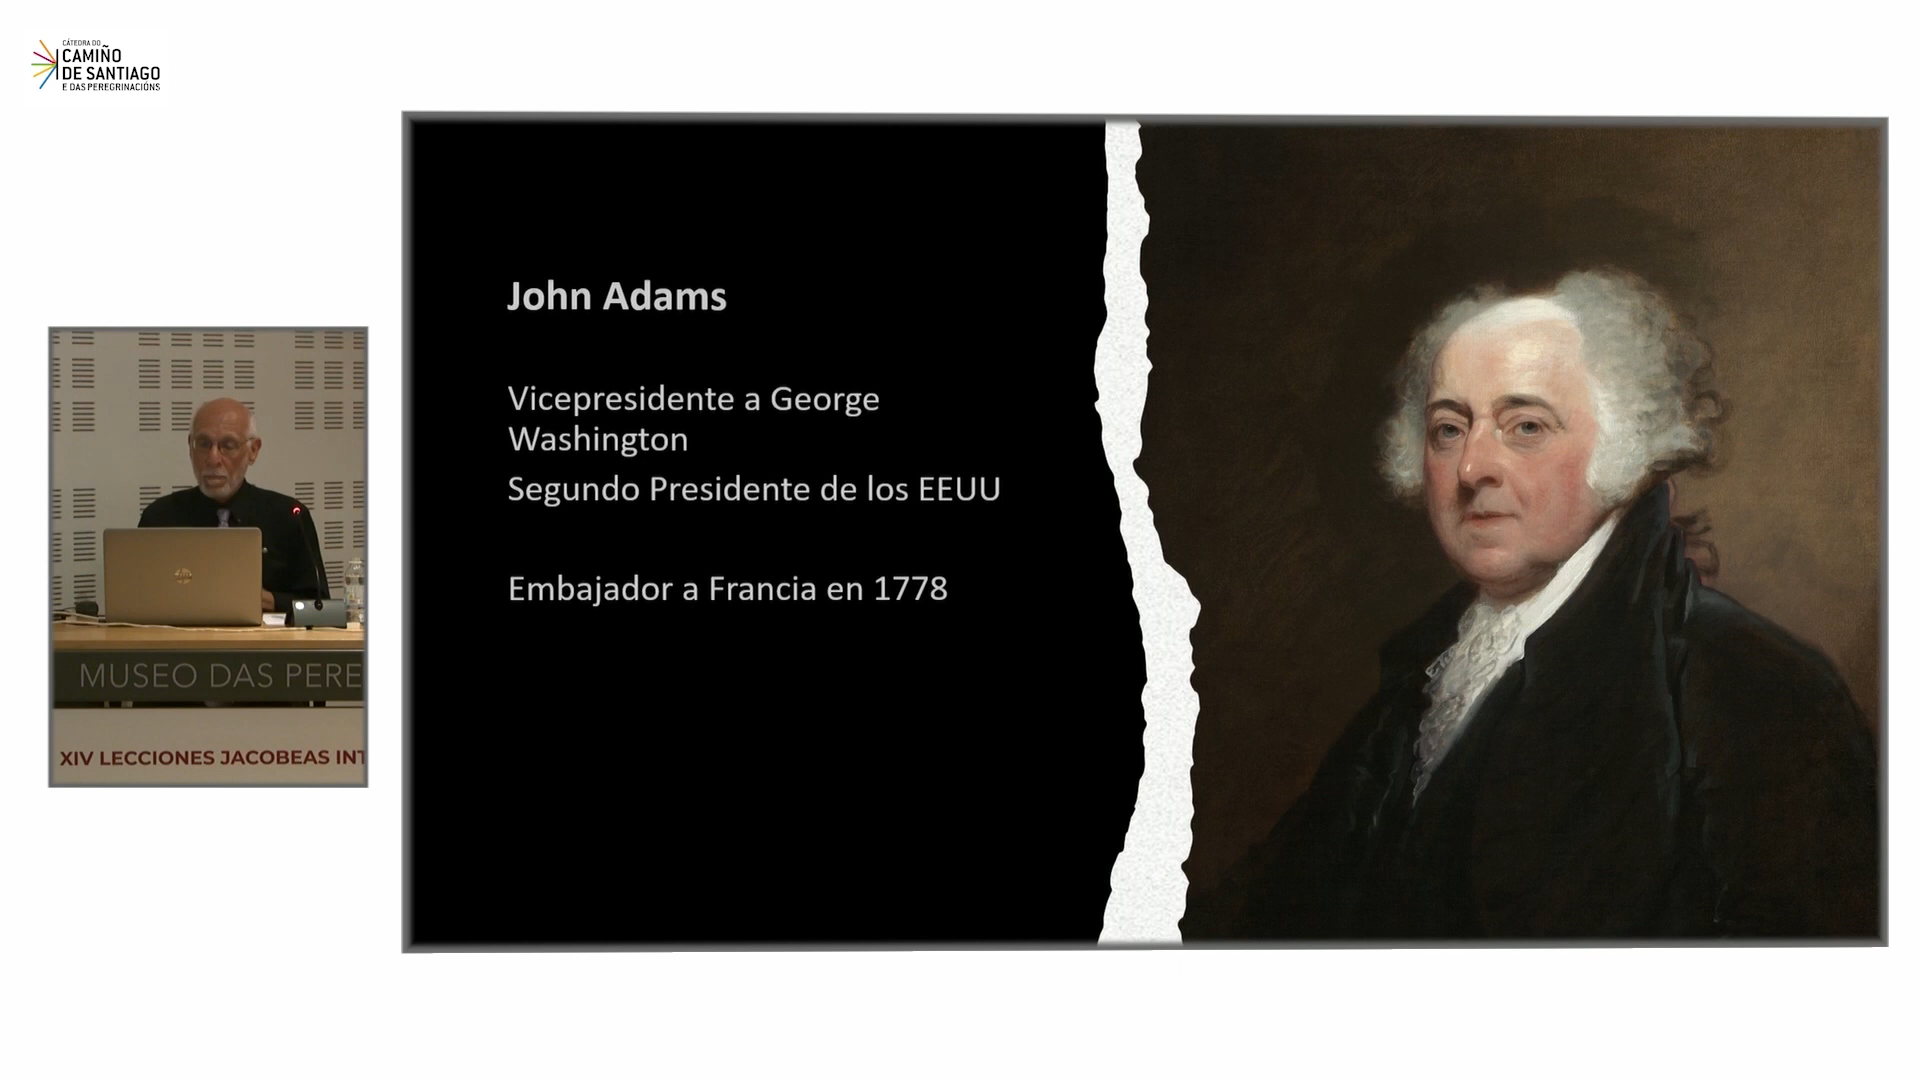 CÁTEDRA DO
CAMIÑO
DE SANTIAGO
E DAS PEREGRINACIÓNS
John Adams
Vicepresidente a George
Washington
Segundo Presidente de los EEUU
Embajador a Francia en 1778
MUSEO DAS PERE
XIV LECCIONES JACOBEAS INT